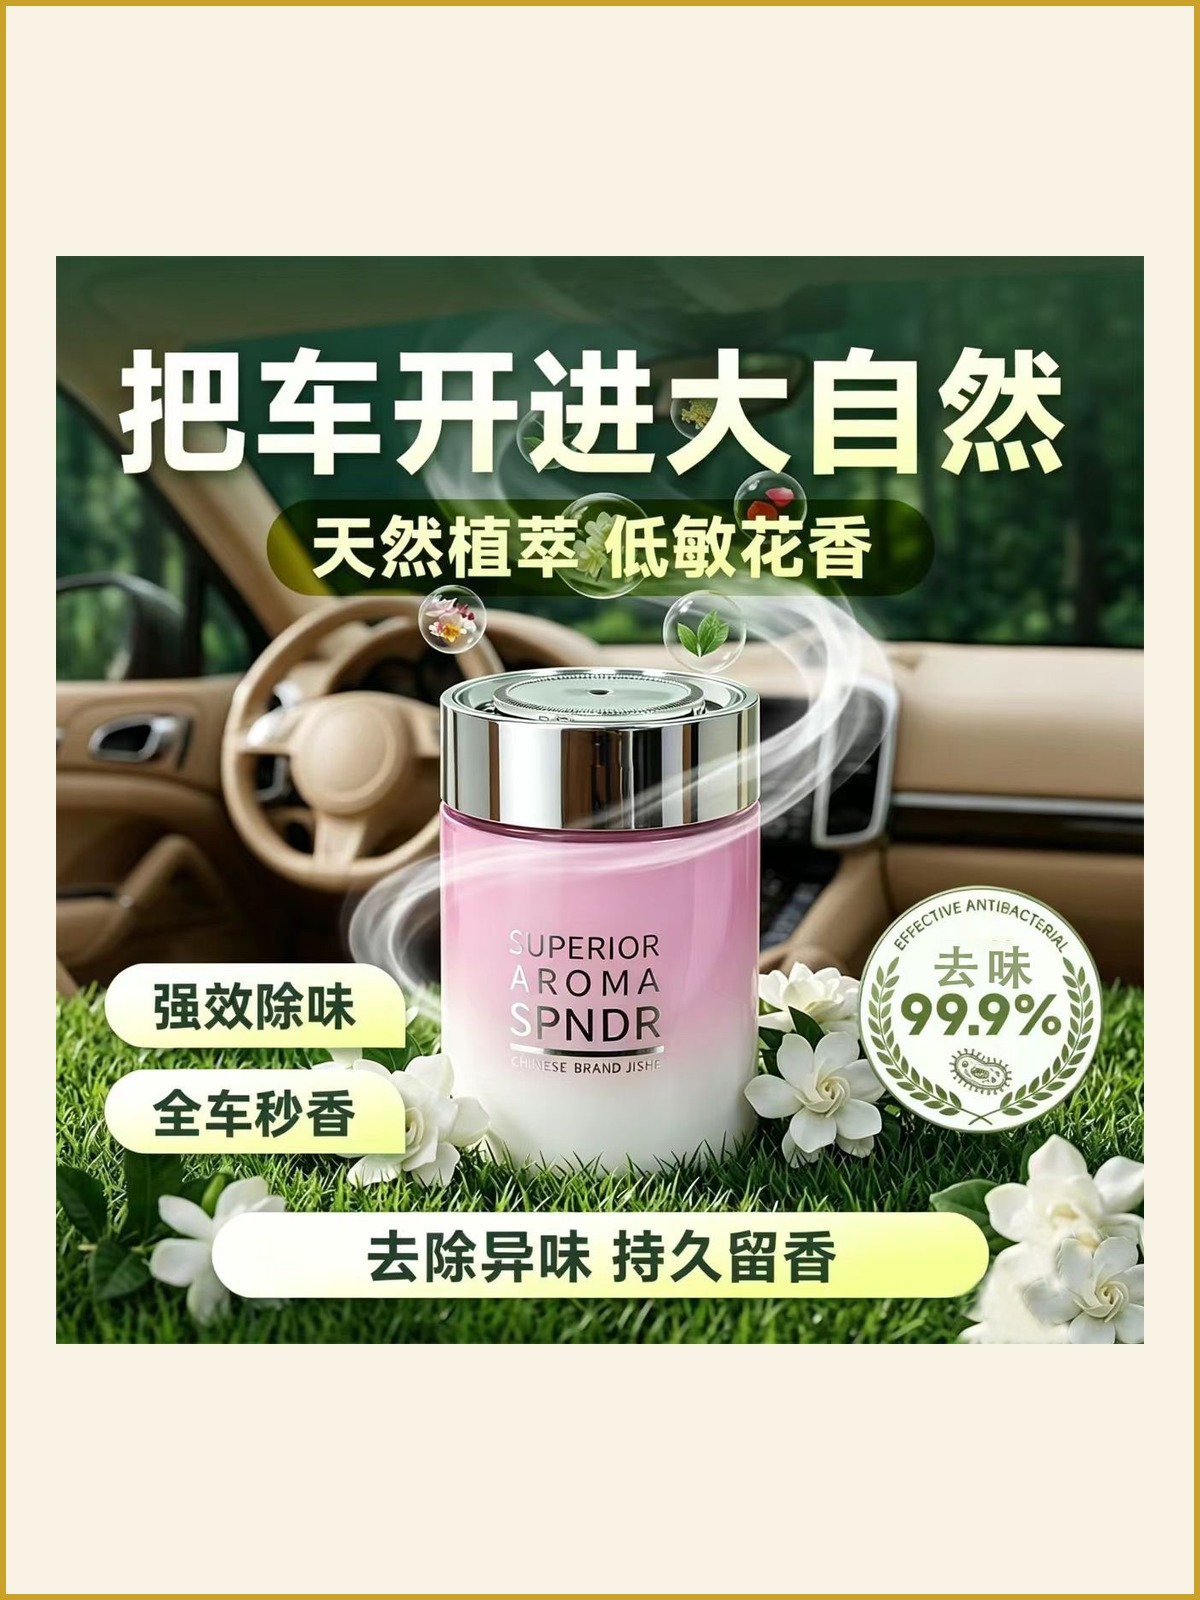 把车开进大自然
天然植萃 低敏花香
SUPERIOR
AROMA
SPNDR
CHINESE BRAND JISHE
EFFECTIVE ANTIBACTERIAL
去味
99.9%
强效除味
全车秒香
去除异味 持久留香